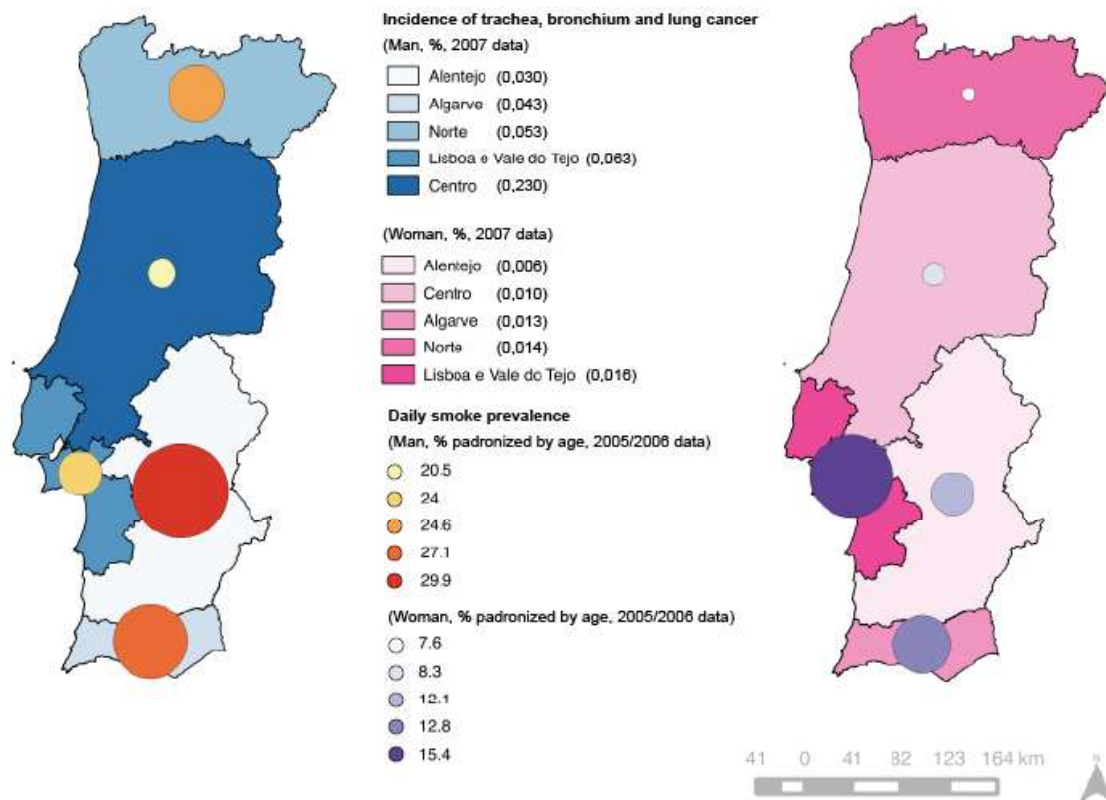 Incidence of trachea, bronchium and lung cancer
(Man, %, 2007 data)
Alentejo (0,030)
Algarve (0,043)
Norte (0,053)
Lisboa e Vale do Tejo (0,063)
Centro (0,230)
(Woman, %, 2007 data)
Alentejo (0,006)
Centro (0,010)
Algarve (0,013)
Norte (0,014)
Lisboa e Vale do Tejo (0,016)
Daily smoke prevalence
(Man, % padronized by age, 2005/2006 data)
20.5
24
24.6
27.1
29.9
(Woman, % padronized by age, 2005/2006 data)
7.6
8.3
12.1
12.8
15.4
41 0 41 82 123 164 km
N